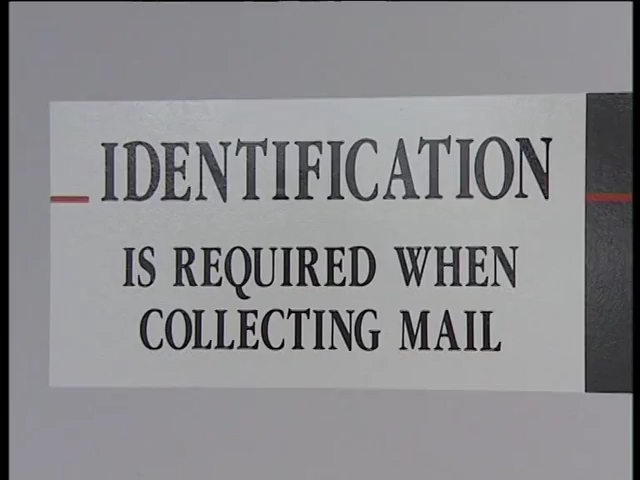 IDENTIFICATION
IS REQUIRED WHEN
COLLECTING MAIL